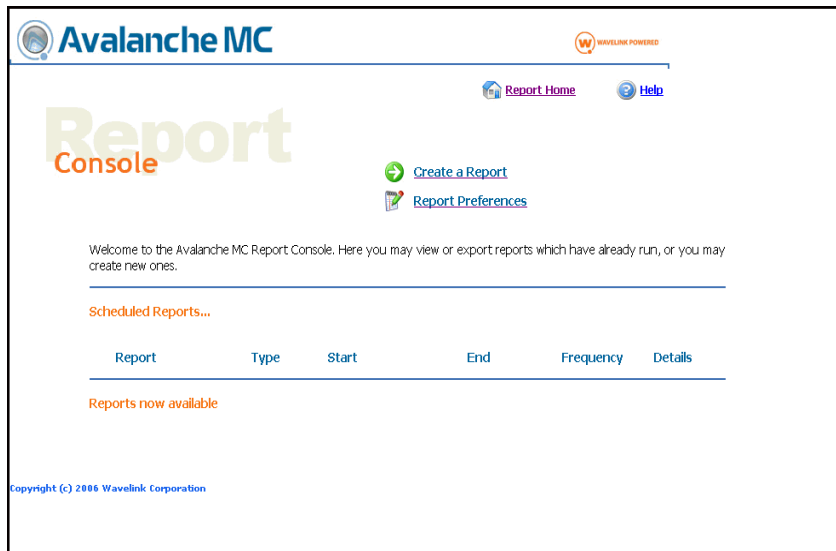 Avalanche MC
WAVELINK POWERED
Report Home
Help
Report
Console
Create a Report
Report Preferences
Welcome to the Avalanche MC Report Console. Here you may view or export reports which have already run, or you may
create new ones.
Scheduled Reports...
Report Type Start End Frequency Details
Reports now available
Copyright (c) 2006 Wavelink Corporation